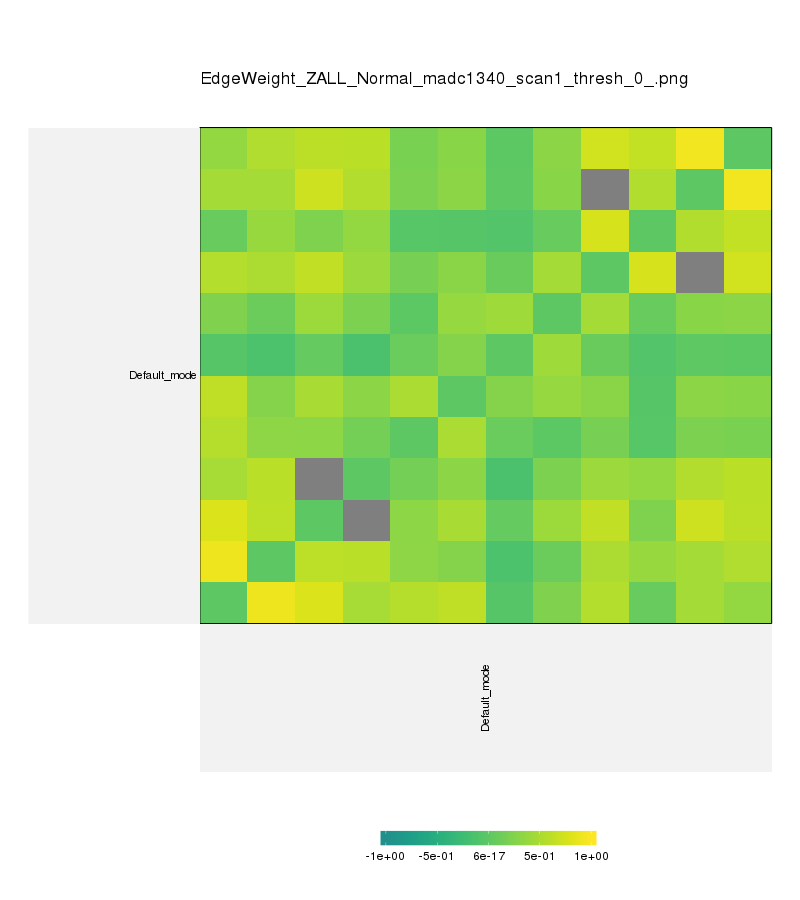 EdgeWeight_ZALL_Normal_madc1340_scan1_thresh_0_.png
Default_mode
Default_mode
-1e+00 -5e-01 6e-17 5e-01 1e+00